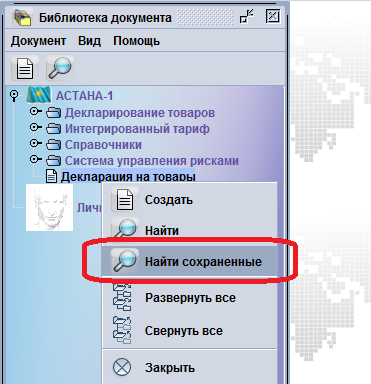 Библиотека документа
Документ Вид Помощь
АСТАНА-1
Декларирование товаров
Интегрированный тариф
Справочники
Система управления рисками
Декларация на товары
Создать
Найти
Найти сохраненные
Развернуть все
Свернуть все
Закрыть